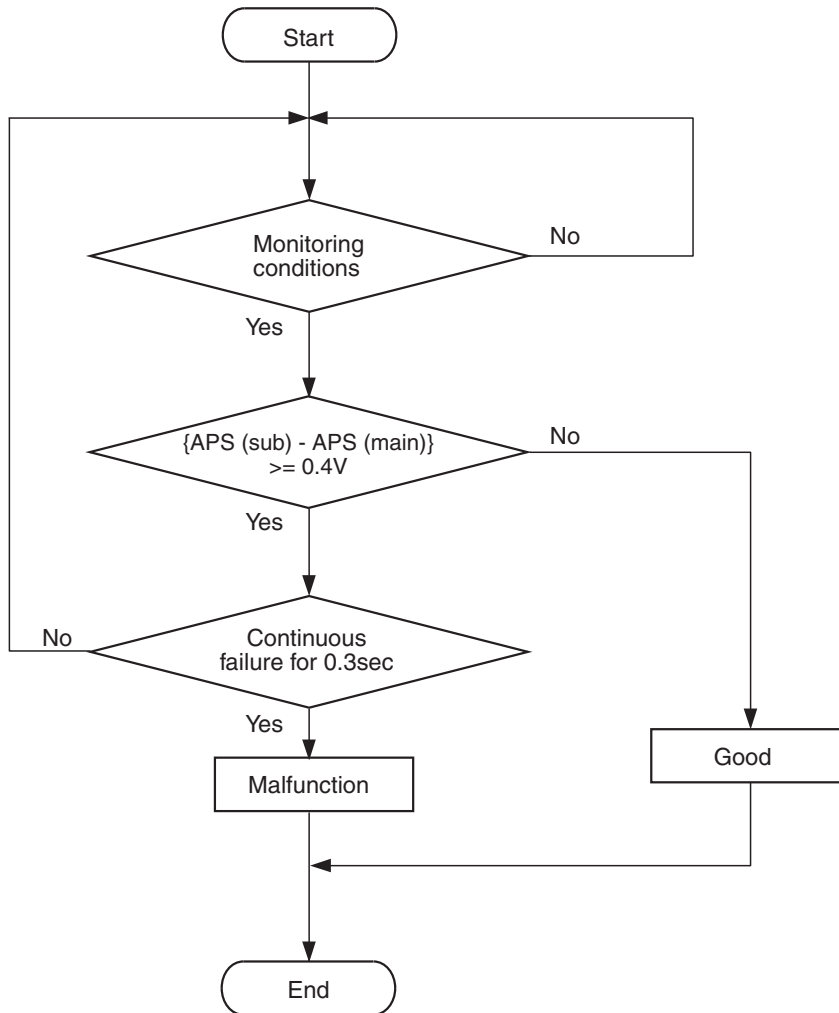 Start
Monitoring
conditions
No
Yes
{APS (sub) - APS (main)}
>= 0.4V
No
Yes
Continuous
failure for 0.3sec
No
Yes
Malfunction
Good
End